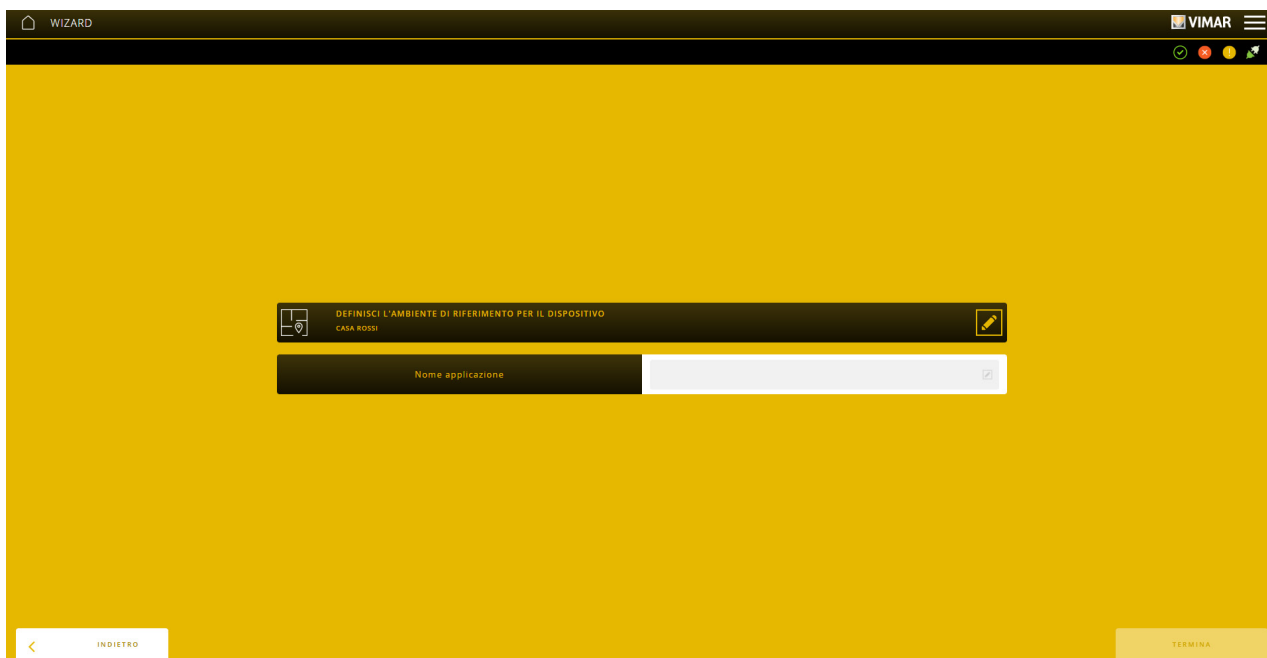 WIZARD
VIMAR
DEFINISCI L'AMBIENTE DI RIFERIMENTO PER IL DISPOSITIVO
CASA ROSSI
Nome applicazione
INDIETRO
TERMINA